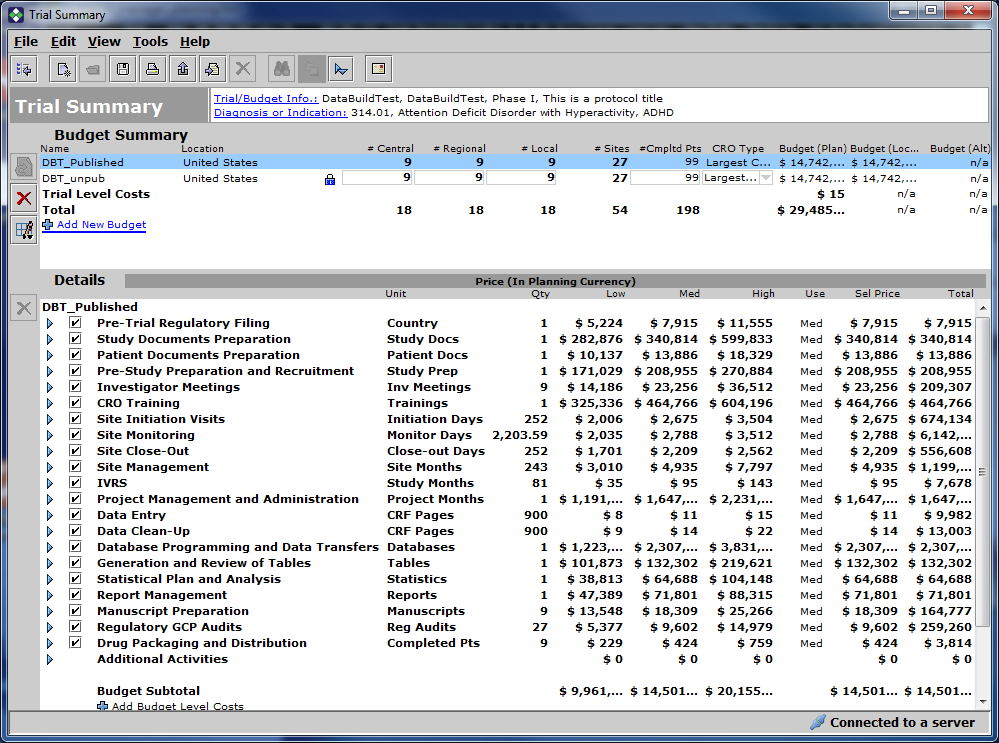 Trial Summary
File Edit View Tools Help
Trial Summary
Trial/Budget Info.: DataBuildTest, DataBuildTest, Phase I, This is a protocol title
Diagnosis or Indication: 314.01, Attention Deficit Disorder with Hyperactivity, ADHD
Budget Summary
Name Location # Central # Regional # Local # Sites #Cmpltd Pts CRO Type Budget (Plan) Budget (Loc... Budget (Alt)
DBT_Published United States 9 9 9 27 99 Largest C... $ 14,742,... $ 14,742,... n/a
DBT_unpub United States 9 9 9 27 99 Largest... $ 14,742,... $ 14,742,... n/a
Trial Level Costs $ 15 n/a n/a
Total 18 18 18 54 198 $ 29,485... n/a n/a
Add New Budget
Details Price (In Planning Currency)
Unit Qty Low Med High Use Sel Price Total
DBT_Published
Pre-Trial Regulatory Filing Country 1 $ 5,224 $ 7,915 $ 11,555 Med $ 7,915 $ 7,915
Study Documents Preparation Study Docs 1 $ 282,876 $ 340,814 $ 599,833 Med $ 340,814 $ 340,814
Patient Documents Preparation Patient Docs 1 $ 10,137 $ 13,886 $ 18,329 Med $ 13,886 $ 13,886
Pre-Study Preparation and Recruitment Study Prep 1 $ 171,029 $ 208,955 $ 270,884 Med $ 208,955 $ 208,955
Investigator Meetings Inv Meetings 9 $ 14,186 $ 23,256 $ 36,512 Med $ 23,256 $ 209,307
CRO Training Trainings 1 $ 325,336 $ 464,766 $ 604,196 Med $ 464,766 $ 464,766
Site Initiation Visits Initiation Days 252 $ 2,006 $ 2,675 $ 3,504 Med $ 2,675 $ 674,134
Site Monitoring Monitor Days 2,203.59 $ 2,035 $ 2,788 $ 3,512 Med $ 2,788 $ 6,142,...
Site Close-Out Close-out Days 252 $ 1,701 $ 2,209 $ 2,562 Med $ 2,209 $ 556,608
Site Management Site Months 243 $ 3,010 $ 4,935 $ 7,797 Med $ 4,935 $ 1,199,...
IVRS Study Months 81 $ 35 $ 95 $ 143 Med $ 95 $ 7,678
Project Management and Administration Project Months 1 $ 1,191,... $ 1,647,... $ 2,231,... Med $ 1,647,... $ 1,647,...
Data Entry CRF Pages 900 $ 8 $ 11 $ 15 Med $ 11 $ 9,982
Data Clean-Up CRF Pages 900 $ 9 $ 14 $ 22 Med $ 14 $ 13,003
Database Programming and Data Transfers Databases 1 $ 1,223,... $ 2,307,... $ 3,831,... Med $ 2,307,... $ 2,307,...
Generation and Review of Tables Tables 1 $ 101,873 $ 132,302 $ 219,621 Med $ 132,302 $ 132,302
Statistical Plan and Analysis Statistics 1 $ 38,813 $ 64,688 $ 104,148 Med $ 64,688 $ 64,688
Report Management Reports 1 $ 47,389 $ 71,801 $ 88,315 Med $ 71,801 $ 71,801
Manuscript Preparation Manuscripts 9 $ 13,548 $ 18,309 $ 25,266 Med $ 18,309 $ 164,777
Regulatory GCP Audits Reg Audits 27 $ 5,377 $ 9,602 $ 14,979 Med $ 9,602 $ 259,260
Drug Packaging and Distribution Completed Pts 9 $ 229 $ 424 $ 759 Med $ 424 $ 3,814
Additional Activities $ 0 $ 0 $ 0 $ 0 $ 0
Budget Subtotal $ 9,961,... $ 14,501... $ 20,155... $ 14,501... $ 14,501...
Add Budget Level Costs
Connected to a server